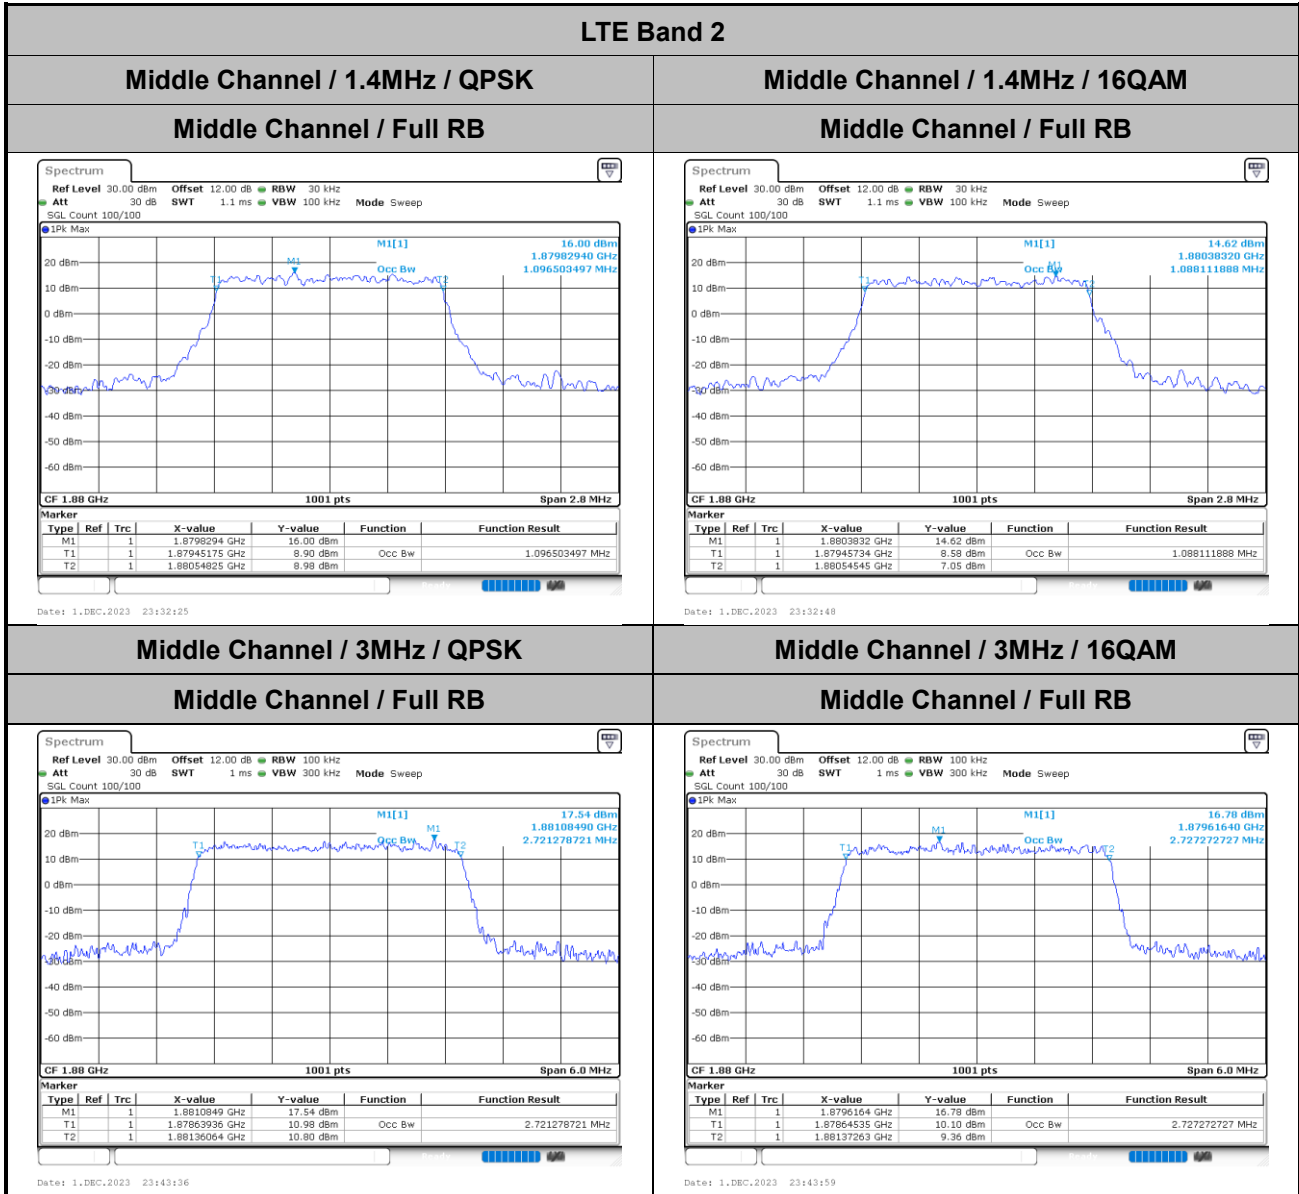 LTE Band 2
Middle Channel / 1.4MHz / QPSK
Middle Channel / 1.4MHz / 16QAM
Middle Channel / Full RB
Middle Channel / Full RB
Spectrum
Ref Level 30.00 dBm Offset 12.00 dB RBW 30 kHz
Att 30 dB SWT 1.1 ms VBW 100 kHz Mode Sweep
SGL Count 100/100
1Pk Max
M1[1] 16.00 dBm
1.87982940 GHz
Occ Bw 1.096503497 MHz
M1
T1
T2
20 dBm
10 dBm
0 dBm
-10 dBm
-20 dBm
-30 dBm
-40 dBm
-50 dBm
-60 dBm
CF 1.88 GHz 1001 pts Span 2.8 MHz
Marker
Type Ref Trc X-value Y-value Function Function Result
M1 1 1.8798294 GHz 16.00 dBm
T1 1 1.87945175 GHz 8.90 dBm Occ Bw 1.096503497 MHz
T2 1 1.88054825 GHz 8.98 dBm
Date: 1.DEC.2023 23:32:25
Spectrum
Ref Level 30.00 dBm Offset 12.00 dB RBW 30 kHz
Att 30 dB SWT 1.1 ms VBW 100 kHz Mode Sweep
SGL Count 100/100
1Pk Max
M1[1] 14.62 dBm
1.88038320 GHz
Occ Bw 1.088111888 MHz
M1
T1
T2
20 dBm
10 dBm
0 dBm
-10 dBm
-20 dBm
-30 dBm
-40 dBm
-50 dBm
-60 dBm
CF 1.88 GHz 1001 pts Span 2.8 MHz
Marker
Type Ref Trc X-value Y-value Function Function Result
M1 1 1.8803832 GHz 14.62 dBm
T1 1 1.87945734 GHz 8.58 dBm Occ Bw 1.088111888 MHz
T2 1 1.88054545 GHz 7.05 dBm
Date: 1.DEC.2023 23:32:48
Middle Channel / 3MHz / QPSK
Middle Channel / 3MHz / 16QAM
Middle Channel / Full RB
Middle Channel / Full RB
Spectrum
Ref Level 30.00 dBm Offset 12.00 dB RBW 100 kHz
Att 30 dB SWT 1 ms VBW 300 kHz Mode Sweep
SGL Count 100/100
1Pk Max
M1[1] 17.54 dBm
1.88108490 GHz
Occ Bw 2.721278721 MHz
M1
T1
T2
20 dBm
10 dBm
0 dBm
-10 dBm
-20 dBm
-30 dBm
-40 dBm
-50 dBm
-60 dBm
CF 1.88 GHz 1001 pts Span 6.0 MHz
Marker
Type Ref Trc X-value Y-value Function Function Result
M1 1 1.8810849 GHz 17.54 dBm
T1 1 1.87863936 GHz 10.98 dBm Occ Bw 2.721278721 MHz
T2 1 1.88136064 GHz 10.80 dBm
Date: 1.DEC.2023 23:43:36
Spectrum
Ref Level 30.00 dBm Offset 12.00 dB RBW 100 kHz
Att 30 dB SWT 1 ms VBW 300 kHz Mode Sweep
SGL Count 100/100
1Pk Max
M1[1] 16.78 dBm
1.87961640 GHz
Occ Bw 2.727272727 MHz
M1
T1
T2
20 dBm
10 dBm
0 dBm
-10 dBm
-20 dBm
-30 dBm
-40 dBm
-50 dBm
-60 dBm
CF 1.88 GHz 1001 pts Span 6.0 MHz
Marker
Type Ref Trc X-value Y-value Function Function Result
M1 1 1.8796164 GHz 16.78 dBm
T1 1 1.87864535 GHz 10.10 dBm Occ Bw 2.727272727 MHz
T2 1 1.88137263 GHz 9.36 dBm
Date: 1.DEC.2023 23:43:59